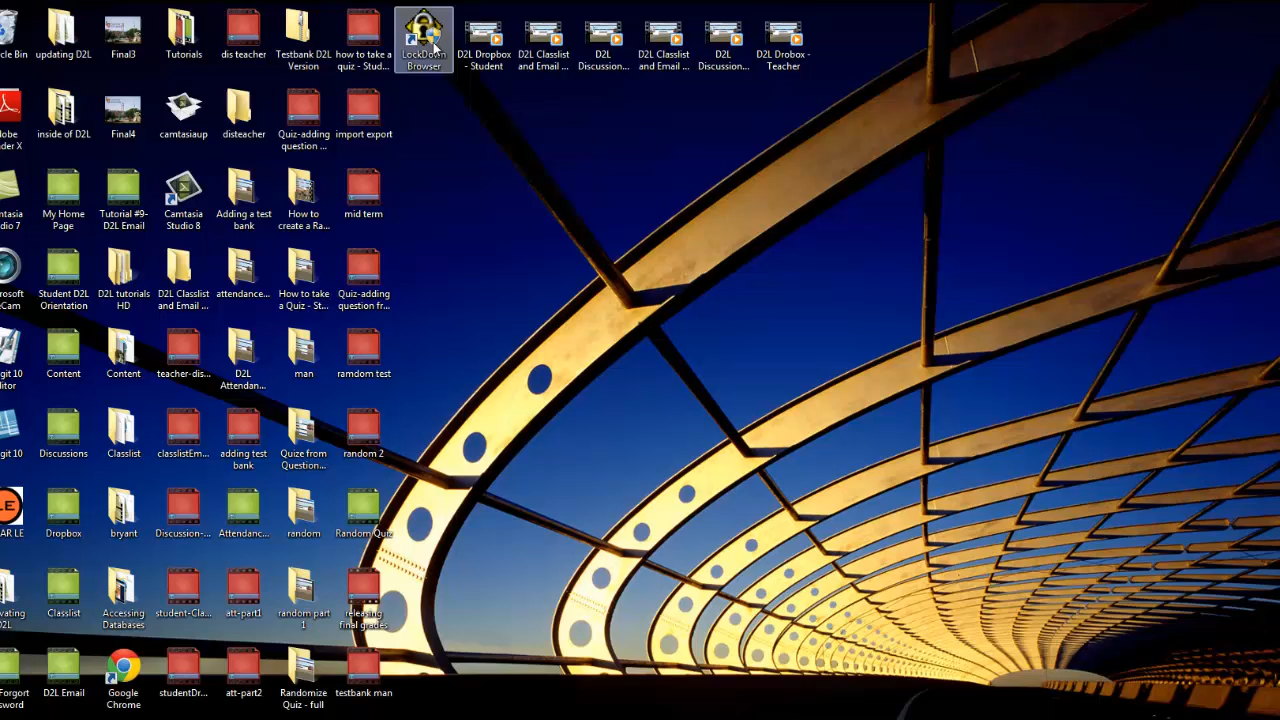 cle Bin
updating D2L
Final3
Tutorials
dis teacher
Testbank D2L
Version
how to take a
quiz - Stud...
LockDown
Browser
D2L Dropbox
- Student
D2L Classlist
and Email ...
D2L
Discussion...
D2L Classlist
and Email ...
D2L
Discussion...
D2L Drobox -
Teacher
dobe
der X
inside of D2L
Final4
camtasiaup
disteacher
Quiz-adding
question ...
import export
mtasia
dio 7
My Home
Page
Tutorial #9-
D2L Email
Camtasia
Studio 8
Adding a test
bank
How to
create a Ra...
mid term
rosoft
eCam
Student D2L
Orientation
D2L tutorials
HD
D2L Classlist
and Email ...
attendance...
How to take
a Quiz - St...
Quiz-adding
question fr...
git 10
ditor
Content
Content
teacher-dis...
D2L
Attendan...
man
ramdom test
git 10
Discussions
Classlist
classlistEm...
adding test
bank
Quize from
Question...
random 2
LE
AR LE
Dropbox
bryant
Discussion-...
Attendanc...
random
Random Quiz
vating
D2L
Classlist
Accessing
Databases
student-Cla...
att-part1
random part
1
releasing
final grades
Forgort
sword
D2L Email
Google
Chrome
studentDr...
att-part2
Randomize
Quiz - full
testbank man